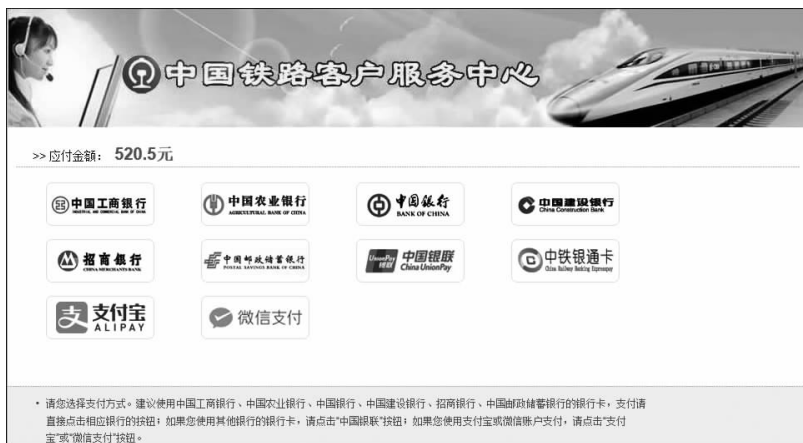 中国铁路客户服务中心
>> 应付金额： 520.5元
中国工商银行
INDUSTRIAL AND COMMERCIAL BANK OF CHINA
中国农业银行
AGRICULTURAL BANK OF CHINA
中国银行
BANK OF CHINA
中国建设银行
China Construction Bank
招商银行
CHINA MERCHANTS BANK
中国邮政储蓄银行
POSTAL SAVINGS BANK OF CHINA
UnionPay
银联
中国银联
China UnionPay
中铁银通卡
支付宝
ALIPAY
微信支付
• 请您选择支付方式。建议使用中国工商银行、中国农业银行、中国银行、中国建设银行、招商银行、中国邮政储蓄银行的银行卡，支付请
直接点击相应银行的按钮；如果您使用其他银行的银行卡，请点击“中国银联”按钮；如果您使用支付宝或微信账户支付，请点击“支付
宝”或“微信支付”按钮。